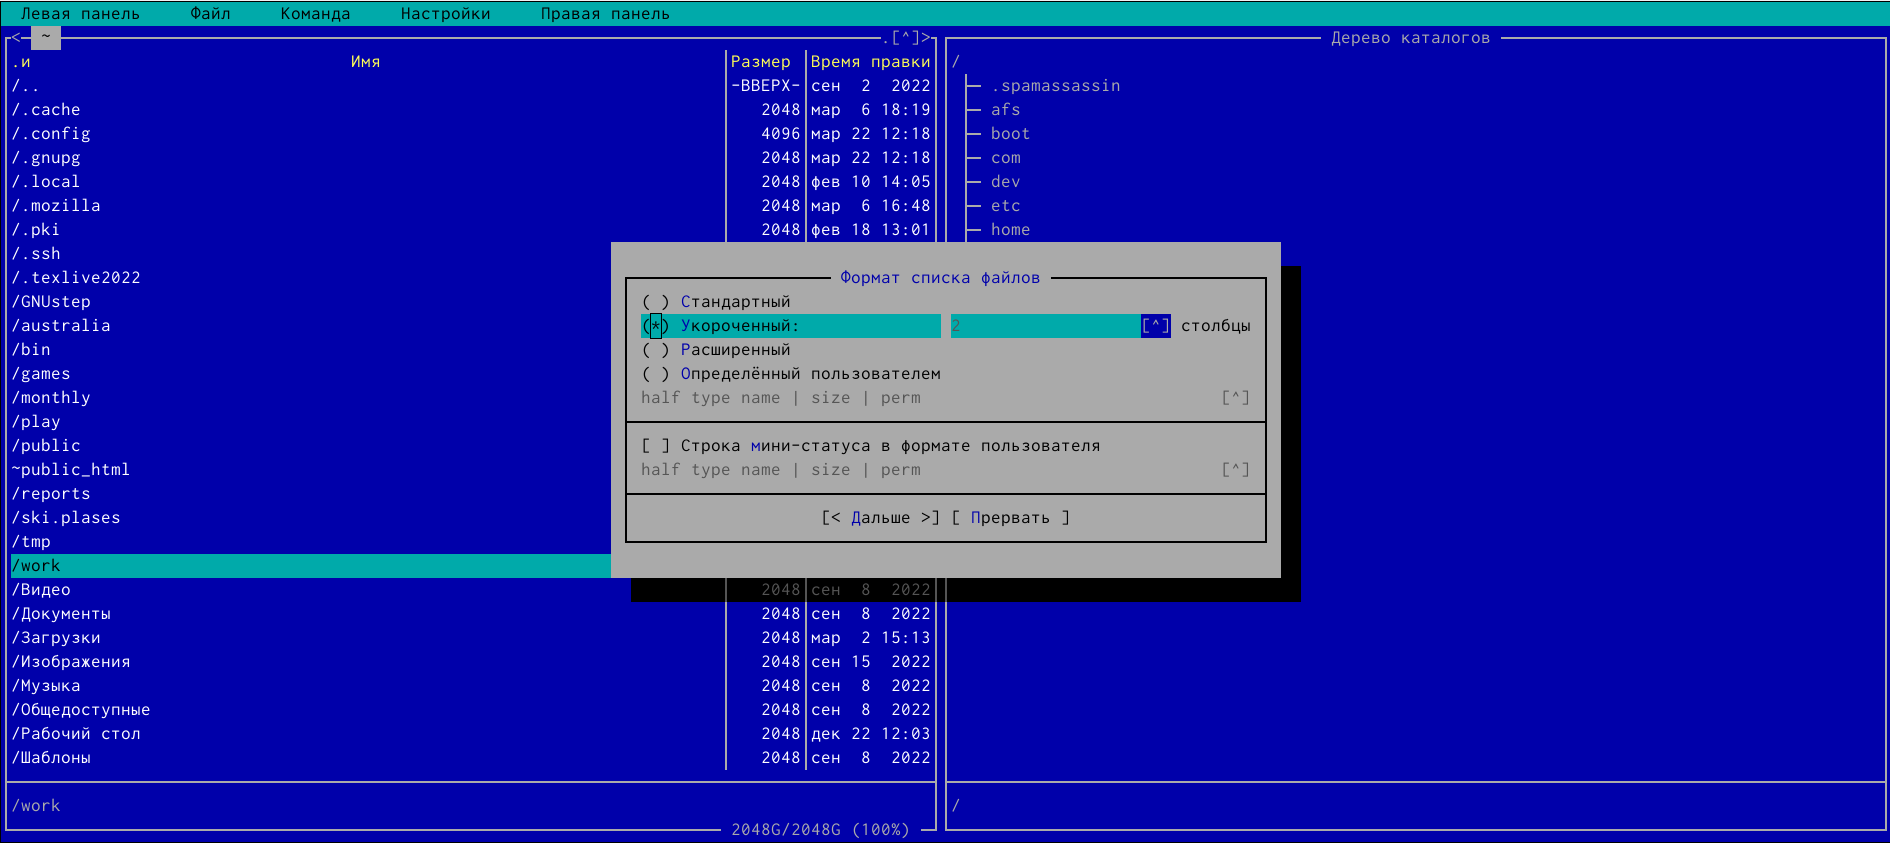 Левая панель Файл Команда Настройки Правая панель
< ~ .[^]> Дерево каталогов
.и Имя Размер Время правки /
/.. -ВВЕРХ- сен 2 2022 .spamassassin
/.cache 2048 мар 6 18:19 afs
/.config 4096 мар 22 12:18 boot
/.gnupg 2048 мар 22 12:18 com
/.local 2048 фев 10 14:05 dev
/.mozilla 2048 мар 6 16:48 etc
/.pki 2048 фев 18 13:01 home
/.ssh
/.texlive2022 Формат списка файлов
/GNUstep ( ) Стандартный
/australia (*) Укороченный: 2 [^] столбцы
/bin ( ) Расширенный
/games ( ) Определённый пользователем
/monthly half type name | size | perm [^]
/play
/public [ ] Строка мини-статуса в формате пользователя
~public_html half type name | size | perm [^]
/reports
/ski.plases [< Дальше >] [ Прервать ]
/tmp
/work
/Видео 2048 сен 8 2022
/Документы 2048 сен 8 2022
/Загрузки 2048 мар 2 15:13
/Изображения 2048 сен 15 2022
/Музыка 2048 сен 8 2022
/Общедоступные 2048 сен 8 2022
/Рабочий стол 2048 дек 22 12:03
/Шаблоны 2048 сен 8 2022
/work /
2048G/2048G (100%)